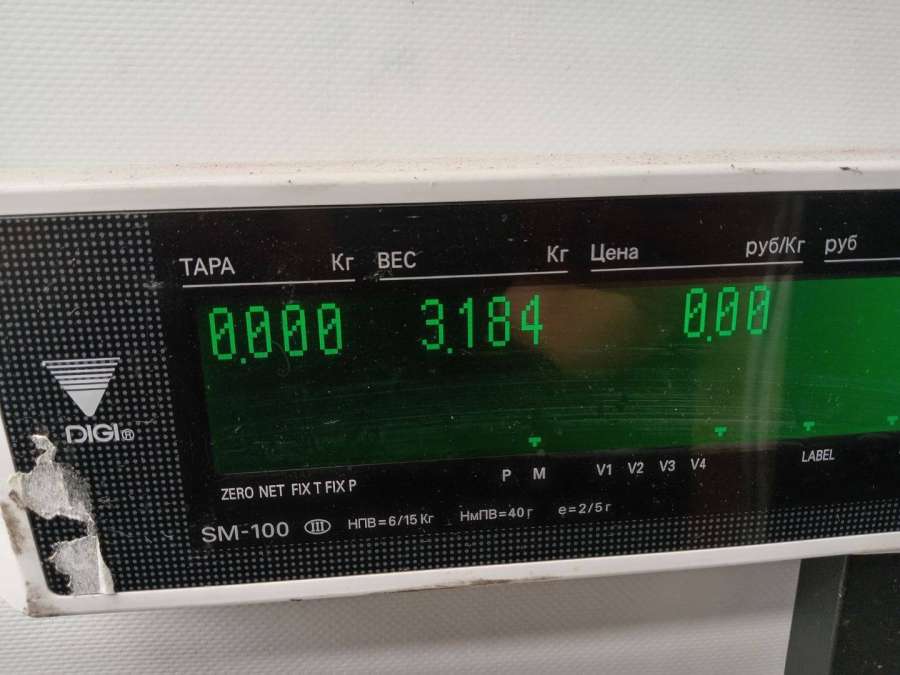 ТАРА Кг ВЕС Кг Цена руб/Кг руб
0.000 3.184 0.00
DIGI®
P M V1 V2 V3 V4 LABEL
ZERO NET FIX T FIX P
SM-100 III НПВ=6/15 Кг НмПВ=40 г e=2/5 г